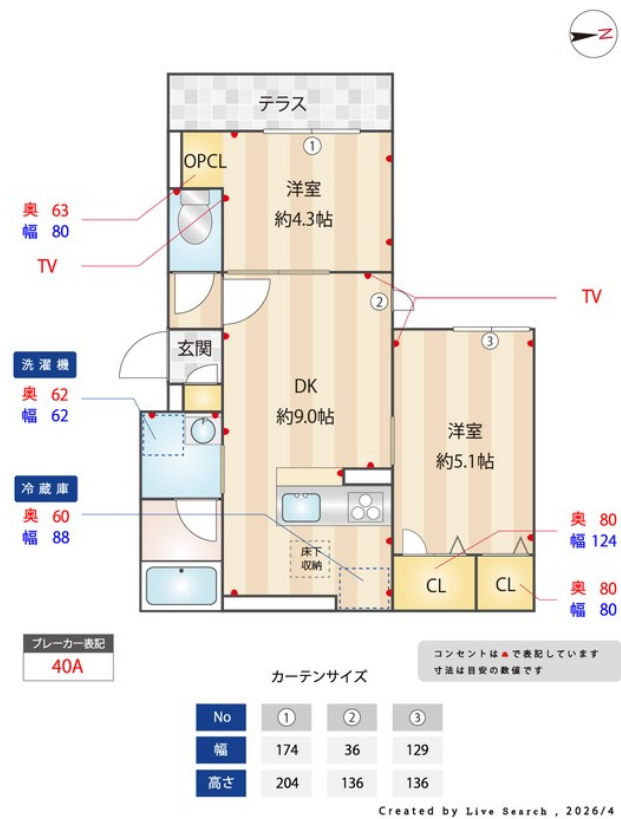 N
テラス
①
OPCL
洋室
約4.3帖
奥 63
幅 80
TV
TV
②
③
玄関
洗濯機
奥 62
幅 62
DK
約9.0帖
洋室
約5.1帖
冷蔵庫
奥 60
幅 88
床下
収納
奥 80
幅 124
CL
CL
奥 80
幅 80
ブレーカー表記
40A
コンセントは▲で表記しています
寸法は目安の数値です
カーテンサイズ
No ① ② ③
幅 174 36 129
高さ 204 136 136
Created by Live Search , 2026/4